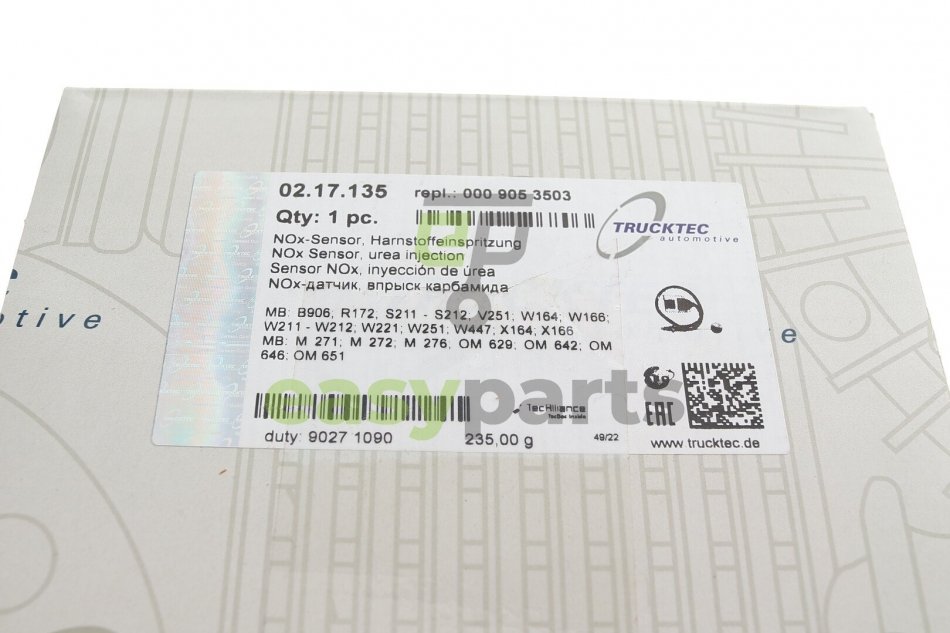 02.17.135 repl.: 000 905 3503
Qty: 1 pc.
TRUCKTEC
automotive
NOx-Sensor, Harnstoffeinspritzung
NOx Sensor, urea injection
Sensor NOx, inyección de úrea
NOx-датчик, впрыск карбамида
MB: B906; R172; S211 - S212; V251; W164; W166;
W211 - W212; W221; W251; W447; X164; X166
MB: M 271; M 272; M 276; OM 629; OM 642; OM
646; OM 651
easyparts
TecAlliance
TecDoc Inside
EAC
duty: 9027 1090 235,00 g 49/22
www.trucktec.de
otive
e